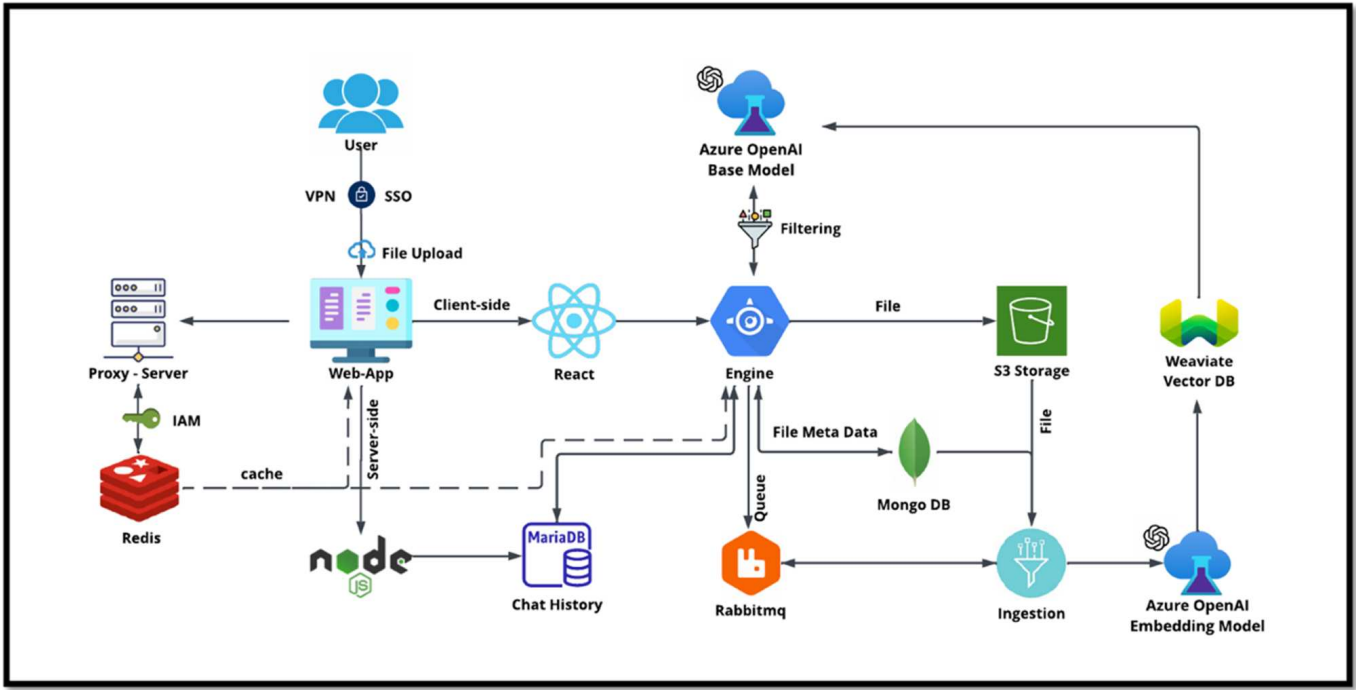 User
VPN
SSO
File Upload
Azure OpenAI
Base Model
Filtering
Client-side
File
Proxy - Server
Web-App
React
Engine
S3 Storage
Weaviate
Vector DB
IAM
Server-side
File Meta Data
File
cache
Queue
Mongo DB
Redis
node
JS
MariaDB
Chat History
Rabbitmq
Ingestion
Azure OpenAI
Embedding Model